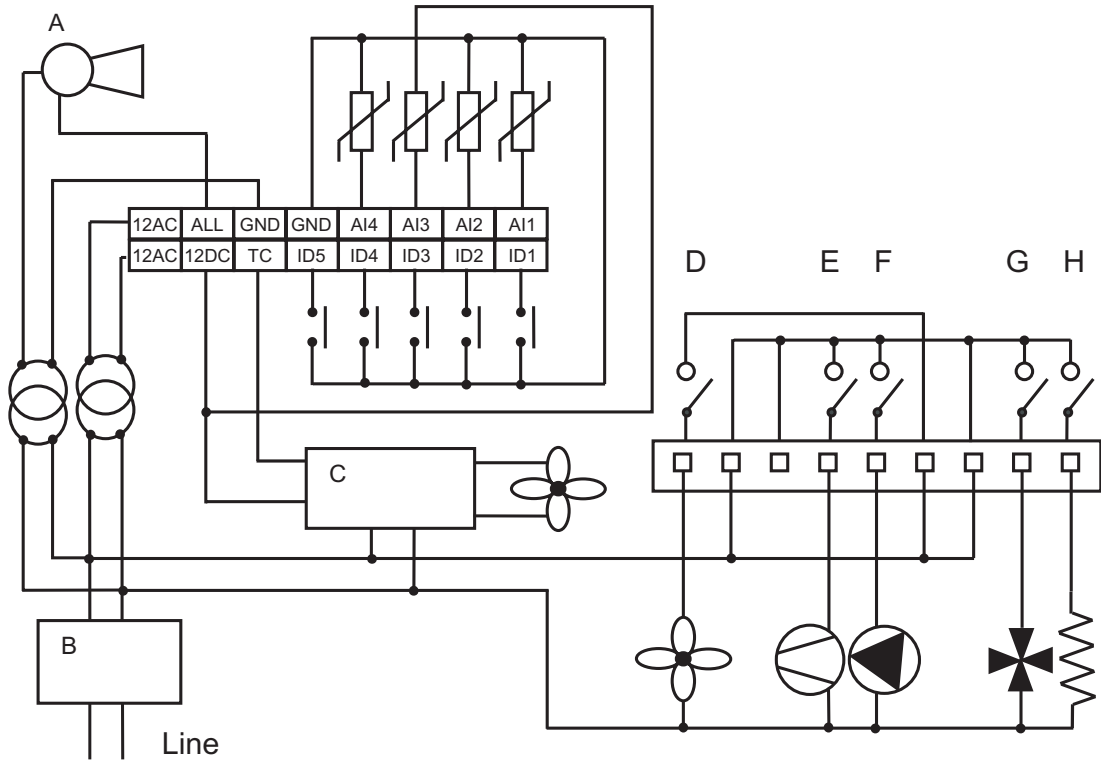 A
12AC ALL GND GND AI4 AI3 AI2 AI1
12AC 12DC TC ID5 ID4 ID3 ID2 ID1
D E F G H
C
B
Line